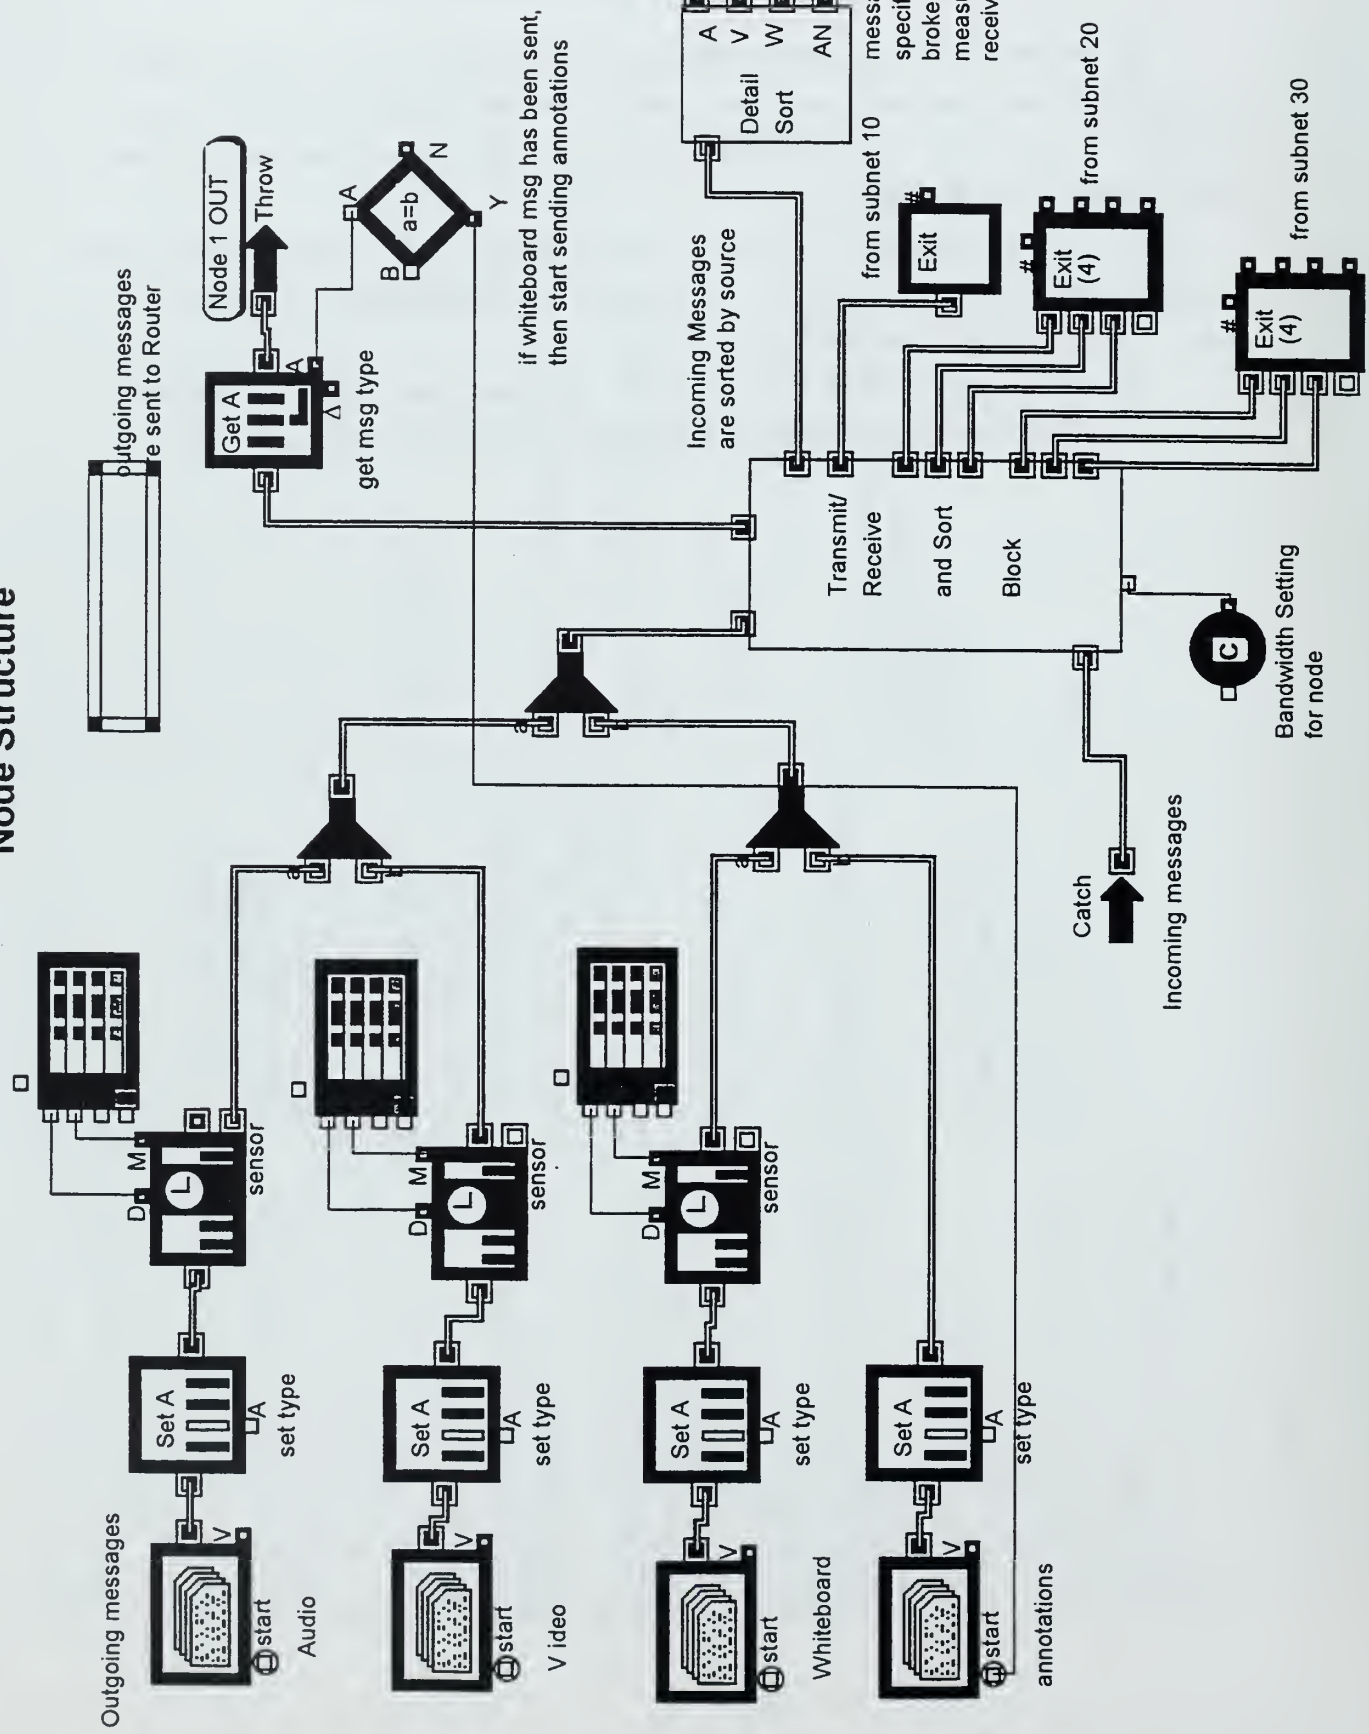 Node Structure
Outgoing messages
start
V
Audio
Set A
A
set type
D
M
L
sensor
a
start
V
Video
Set A
A
set type
D
M
L
sensor
start
V
Whiteboard
Set A
A
set type
D
M
L
sensor
a
b
start
V
annotations
Set A
A
set type
a
outgoing messages
re sent to Router
Get A
A
Δ
get msg type
Node 1 OUT
Throw
A
B
a=b
N
Y
if whiteboard msg has been sent,
then start sending annotations
Catch
Incoming messages
Transmit/
Receive
and Sort
Block
C
Bandwidth Setting
for node
Incoming Messages
are sorted by source
Detail
Sort
A
V
W
AN
from subnet 10
Exit
#
from subnet 20
Exit
(4)
#
from subnet 30
Exit
(4)
#